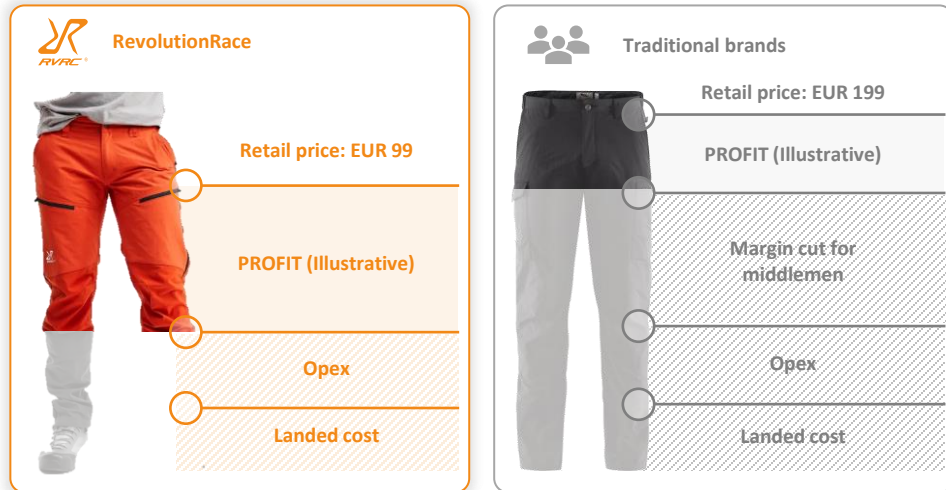 RevolutionRace
RVRC®
Retail price: EUR 99
PROFIT (Illustrative)
Opex
Landed cost
Traditional brands
Retail price: EUR 199
PROFIT (Illustrative)
Margin cut for
middlemen
Opex
Landed cost